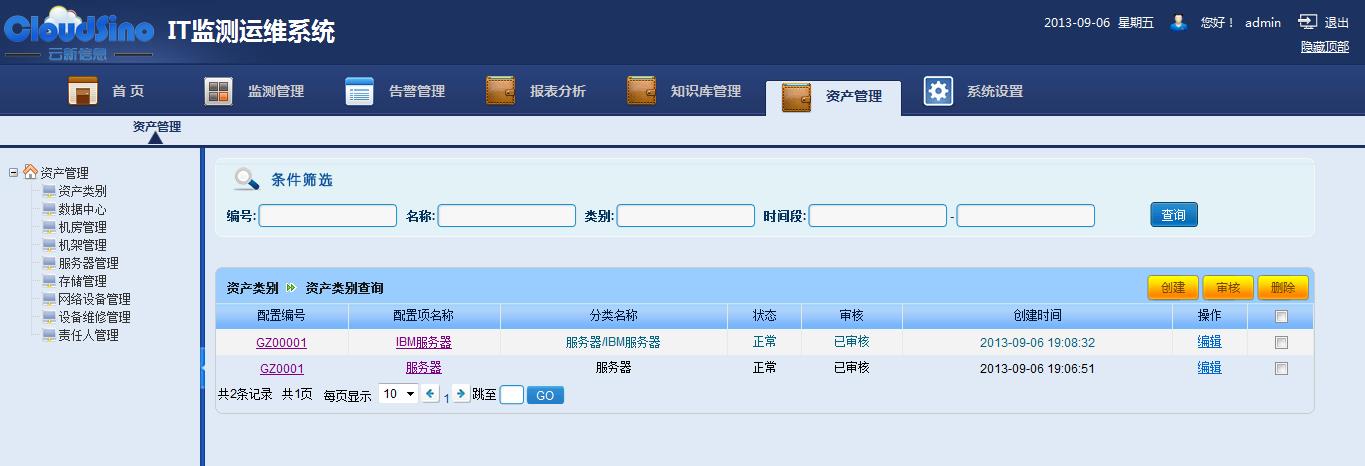 CloudSino
云新信息
IT监测运维系统
2013-09-06 星期五 您好！ admin 退出
隐藏顶部
首 页 监测管理 告警管理 报表分析 知识库管理 资产管理 系统设置
资产管理
资产管理
资产类别
数据中心
机房管理
机架管理
服务器管理
存储管理
网络设备管理
设备维修管理
责任人管理
条件筛选
编号: 名称: 类别: 时间段: - 查询
资产类别 资产类别查询 创建 审核 删除
配置编号 配置项名称 分类名称 状态 审核 创建时间 操作
GZ00001 IBM服务器 服务器/IBM服务器 正常 已审核 2013-09-06 19:08:32 编辑
GZ0001 服务器 服务器 正常 已审核 2013-09-06 19:06:51 编辑
共2条记录 共1页 每页显示 10 1 跳至 GO